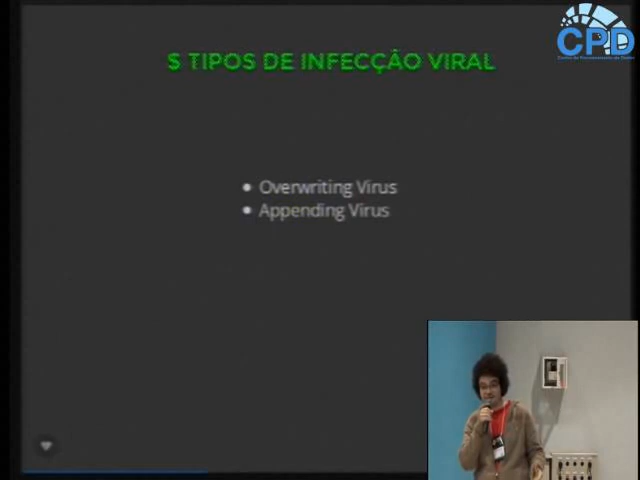 CPD
$ TIPOS DE INFECÇÃO VIRAL
Overwriting Virus
Appending Virus